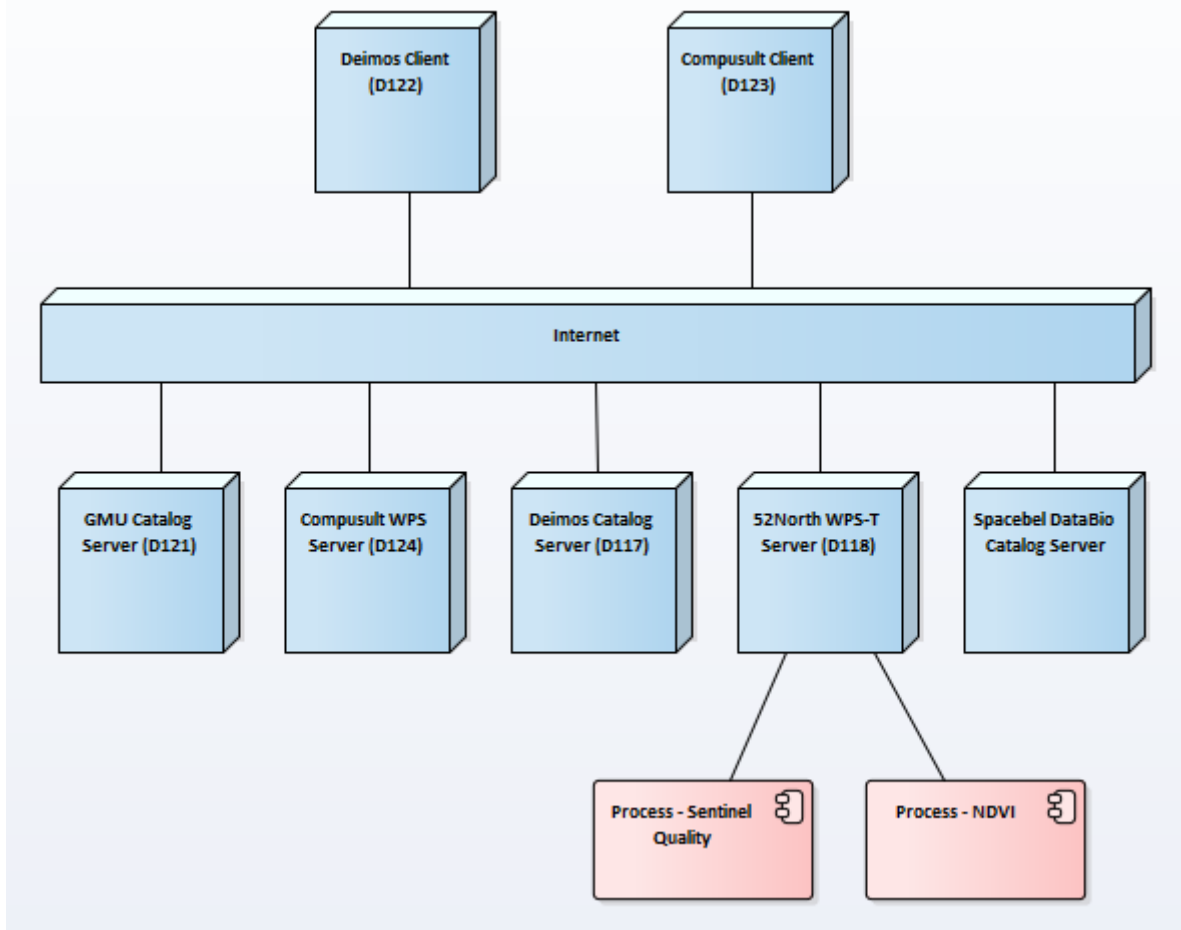 Deimos Client
(D122)
Compusult Client
(D123)
Internet
GMU Catalog
Server (D121)
Compusult WPS
Server (D124)
Deimos Catalog
Server (D117)
52North WPS-T
Server (D118)
Spacebel DataBio
Catalog Server
Process - Sentinel
Quality
Process - NDVI